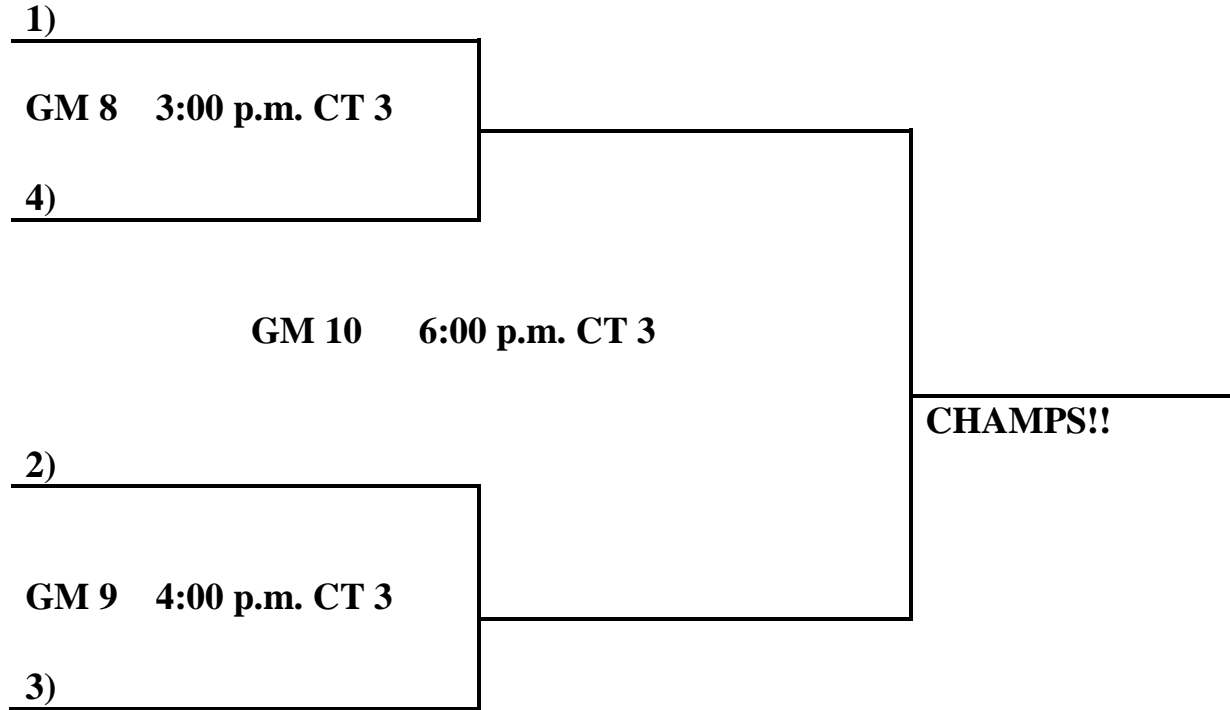 1)
GM 8 3:00 p.m. CT 3
4)
GM 10 6:00 p.m. CT 3
CHAMPS!!
2)
GM 9 4:00 p.m. CT 3
3)